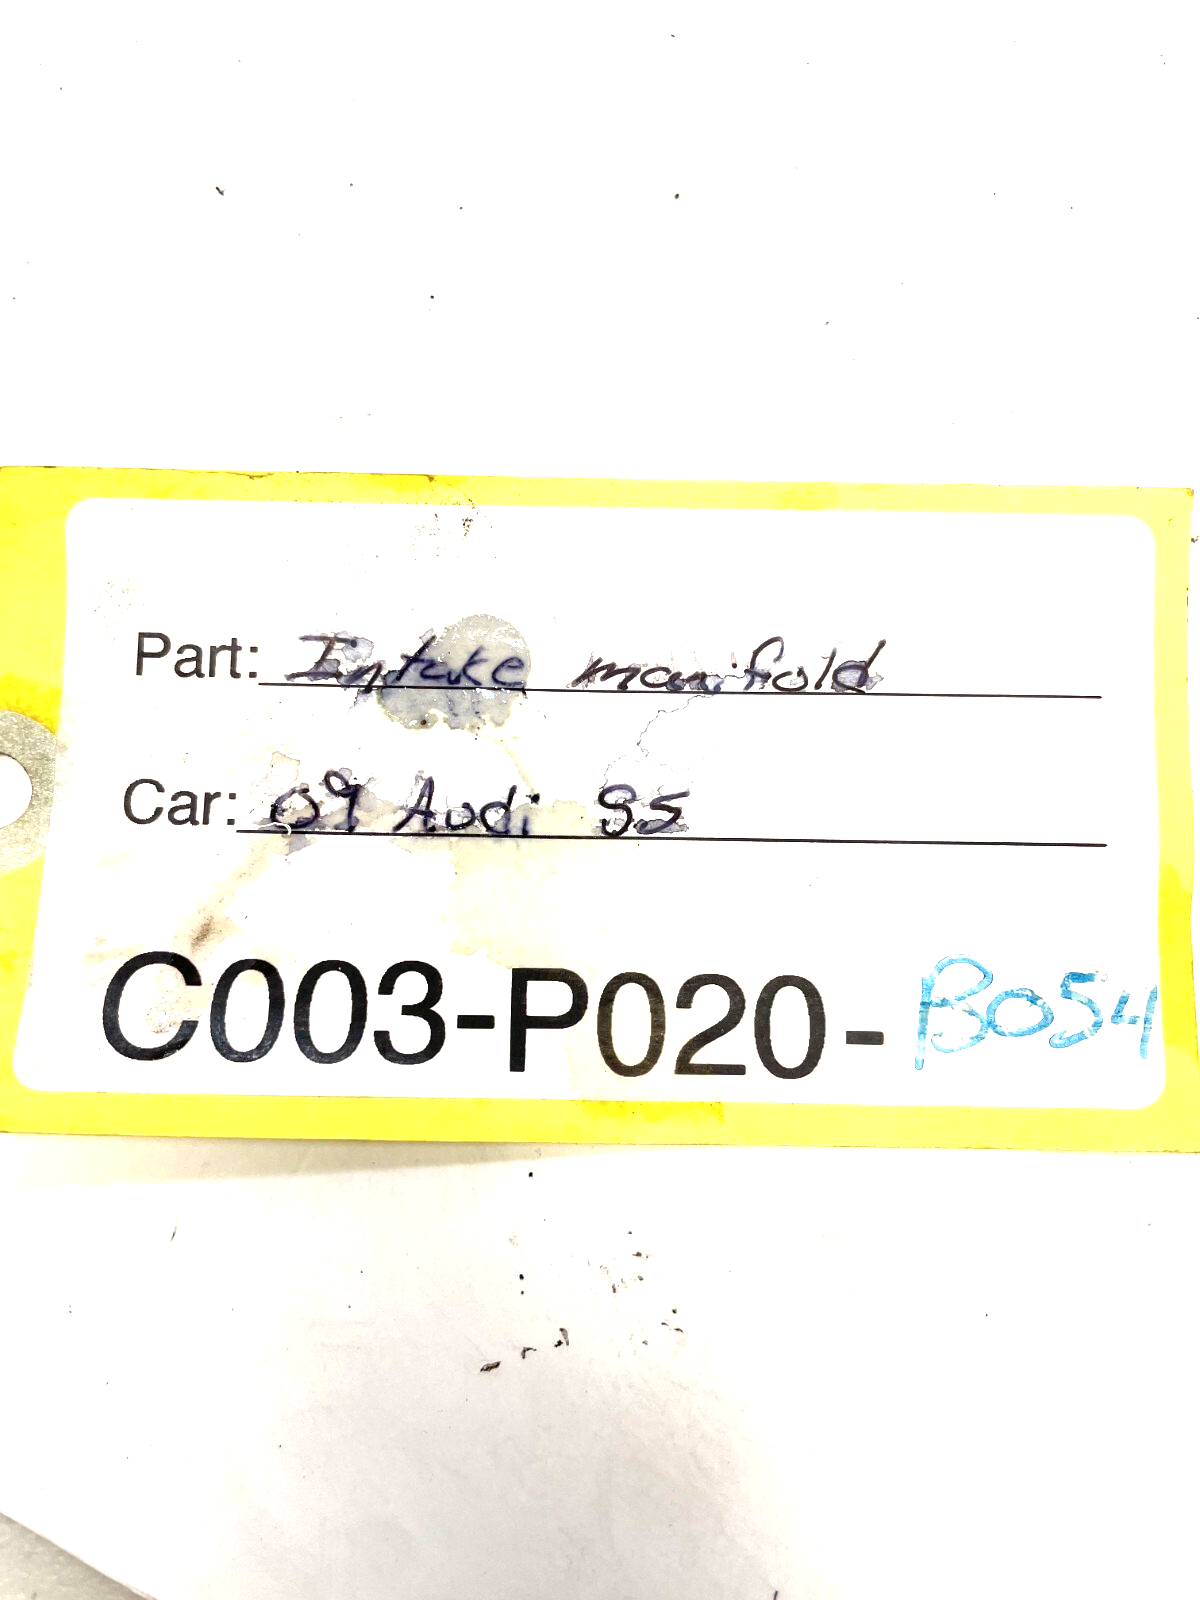 Part: Intake manifold
Car: 09 Audi S5
C003-P020-B054